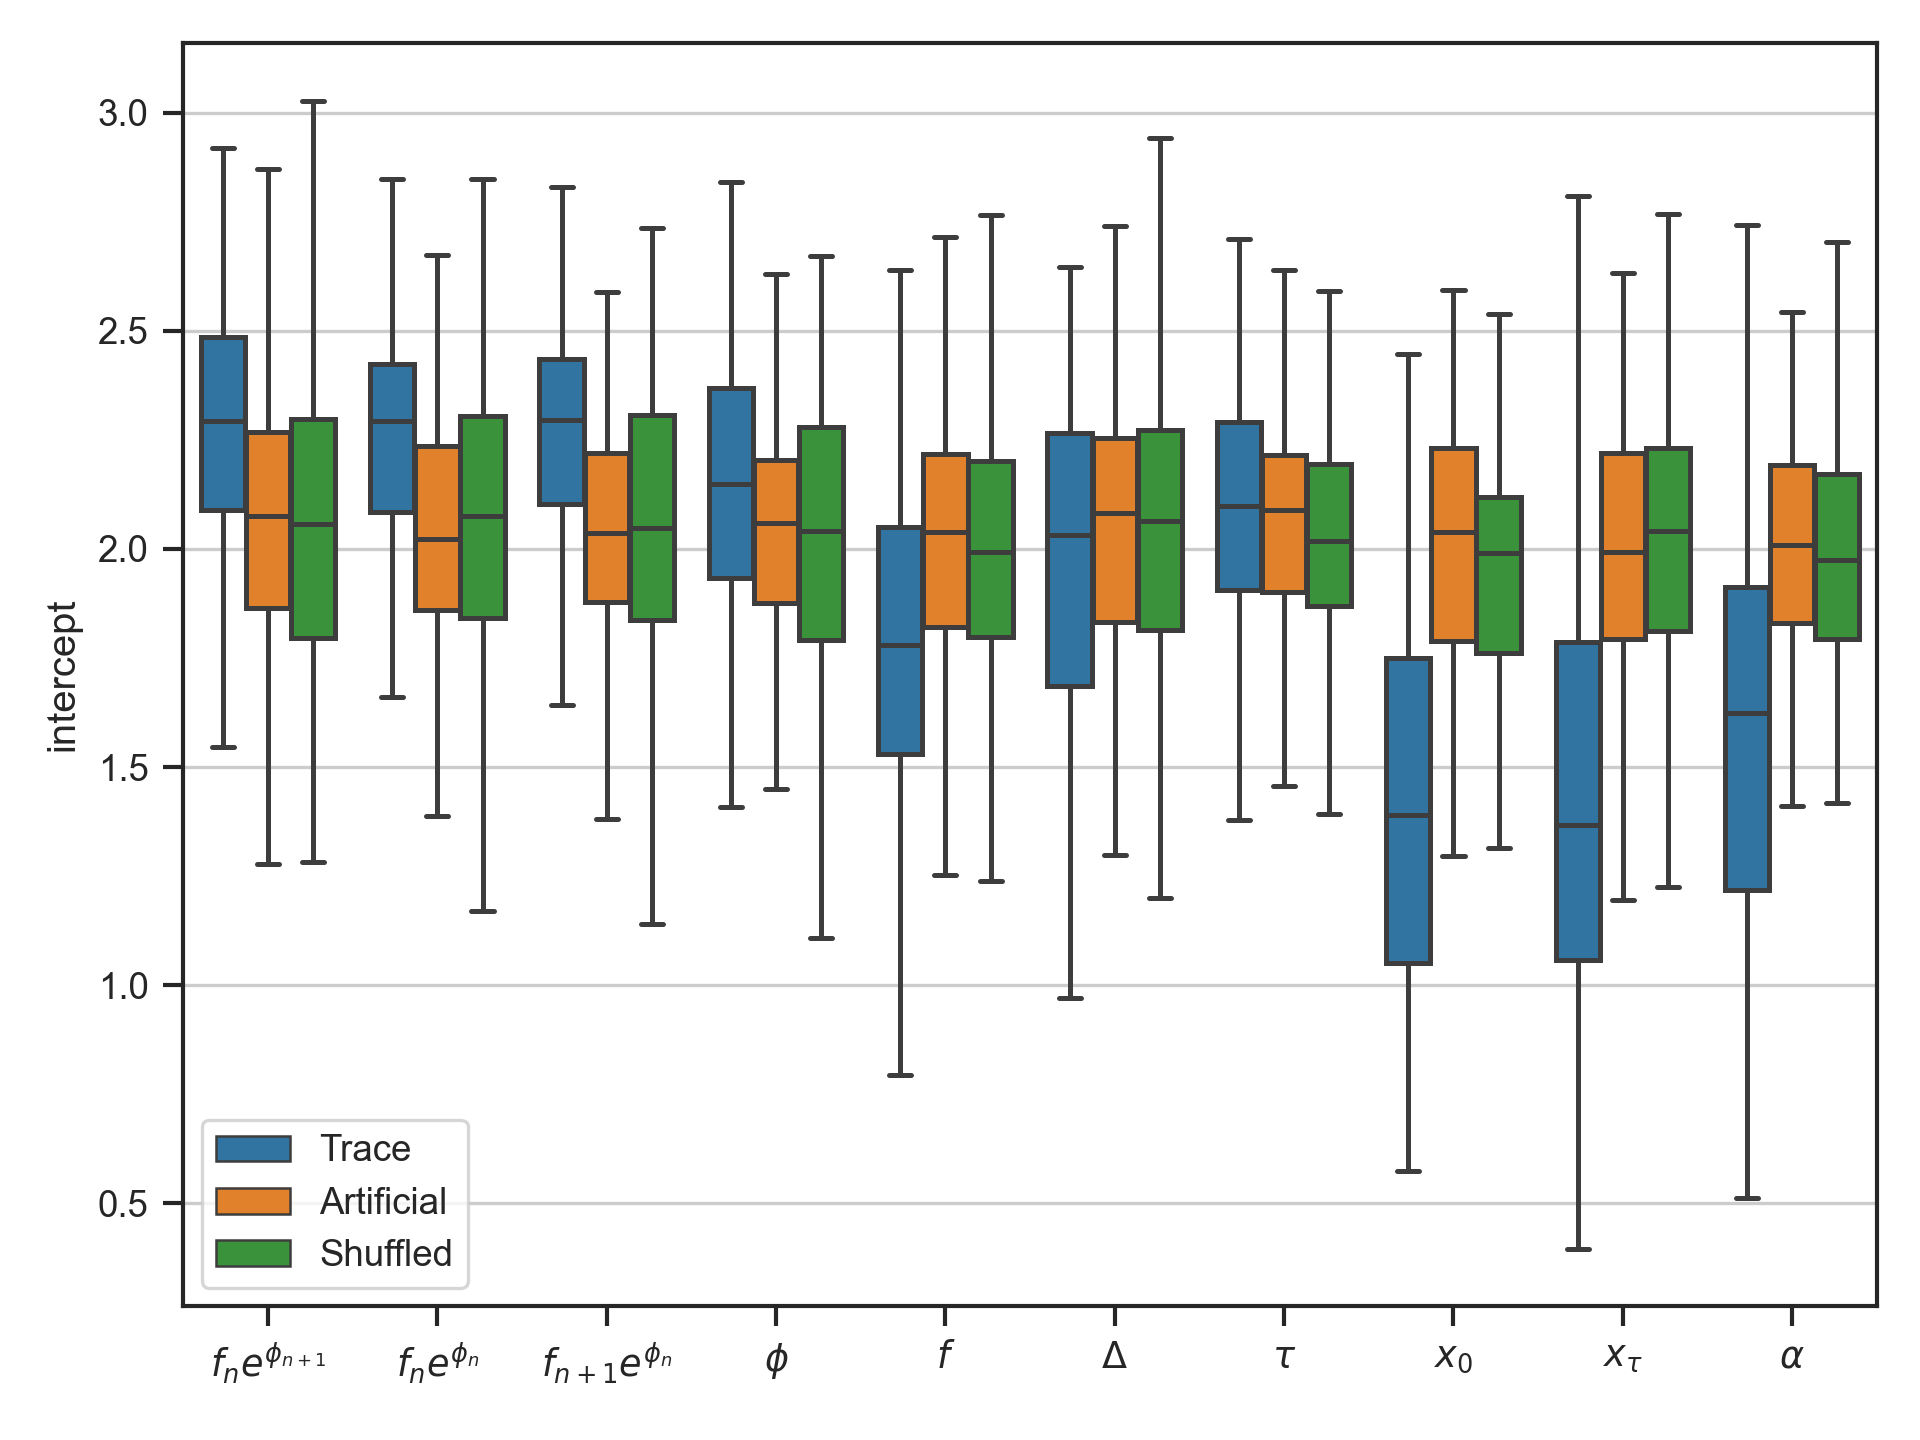 3.0
2.5
2.0
1.5
1.0
0.5
intercept
Trace
Artificial
Shuffled
fₙe^ϕₙ₊₁ fₙe^ϕₙ fₙ₊₁e^ϕₙ ϕ f Δ τ x₀ x_τ α